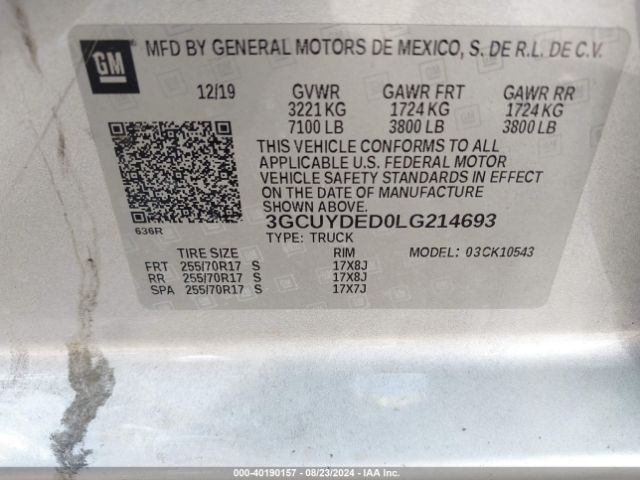 GM
MFD BY GENERAL MOTORS DE MEXICO, S. DE R.L. DE C.V.
12/19 GVWR GAWR FRT GAWR RR
3221 KG 1724 KG 1724 KG
7100 LB 3800 LB 3800 LB
THIS VEHICLE CONFORMS TO ALL
APPLICABLE U.S. FEDERAL MOTOR
VEHICLE SAFETY STANDARDS IN EFFECT
ON THE DATE OF MANUFACTURE
SHOWN ABOVE.
636R 3GCUYDED0LG214693
TYPE: TRUCK MODEL: 03CK10543
TIRE SIZE RIM
FRT 255/70R17 S 17X8J
RR 255/70R17 S 17X8J
SPA 255/70R17 S 17X7J
000-40190157 - 08/23/2024 - IAAI.COM